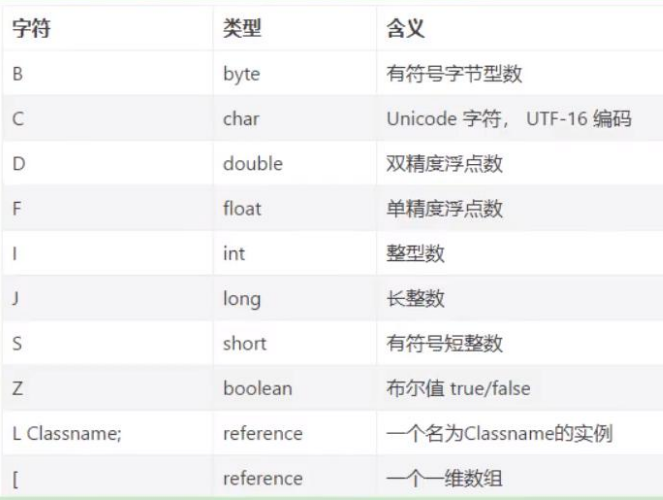 字符 类型 含义
B byte 有符号字节型数
C char Unicode 字符， UTF-16 编码
D double 双精度浮点数
F float 单精度浮点数
I int 整型数
J long 长整数
S short 有符号短整数
Z boolean 布尔值 true/false
L Classname; reference 一个名为Classname的实例
[ reference 一个一维数组